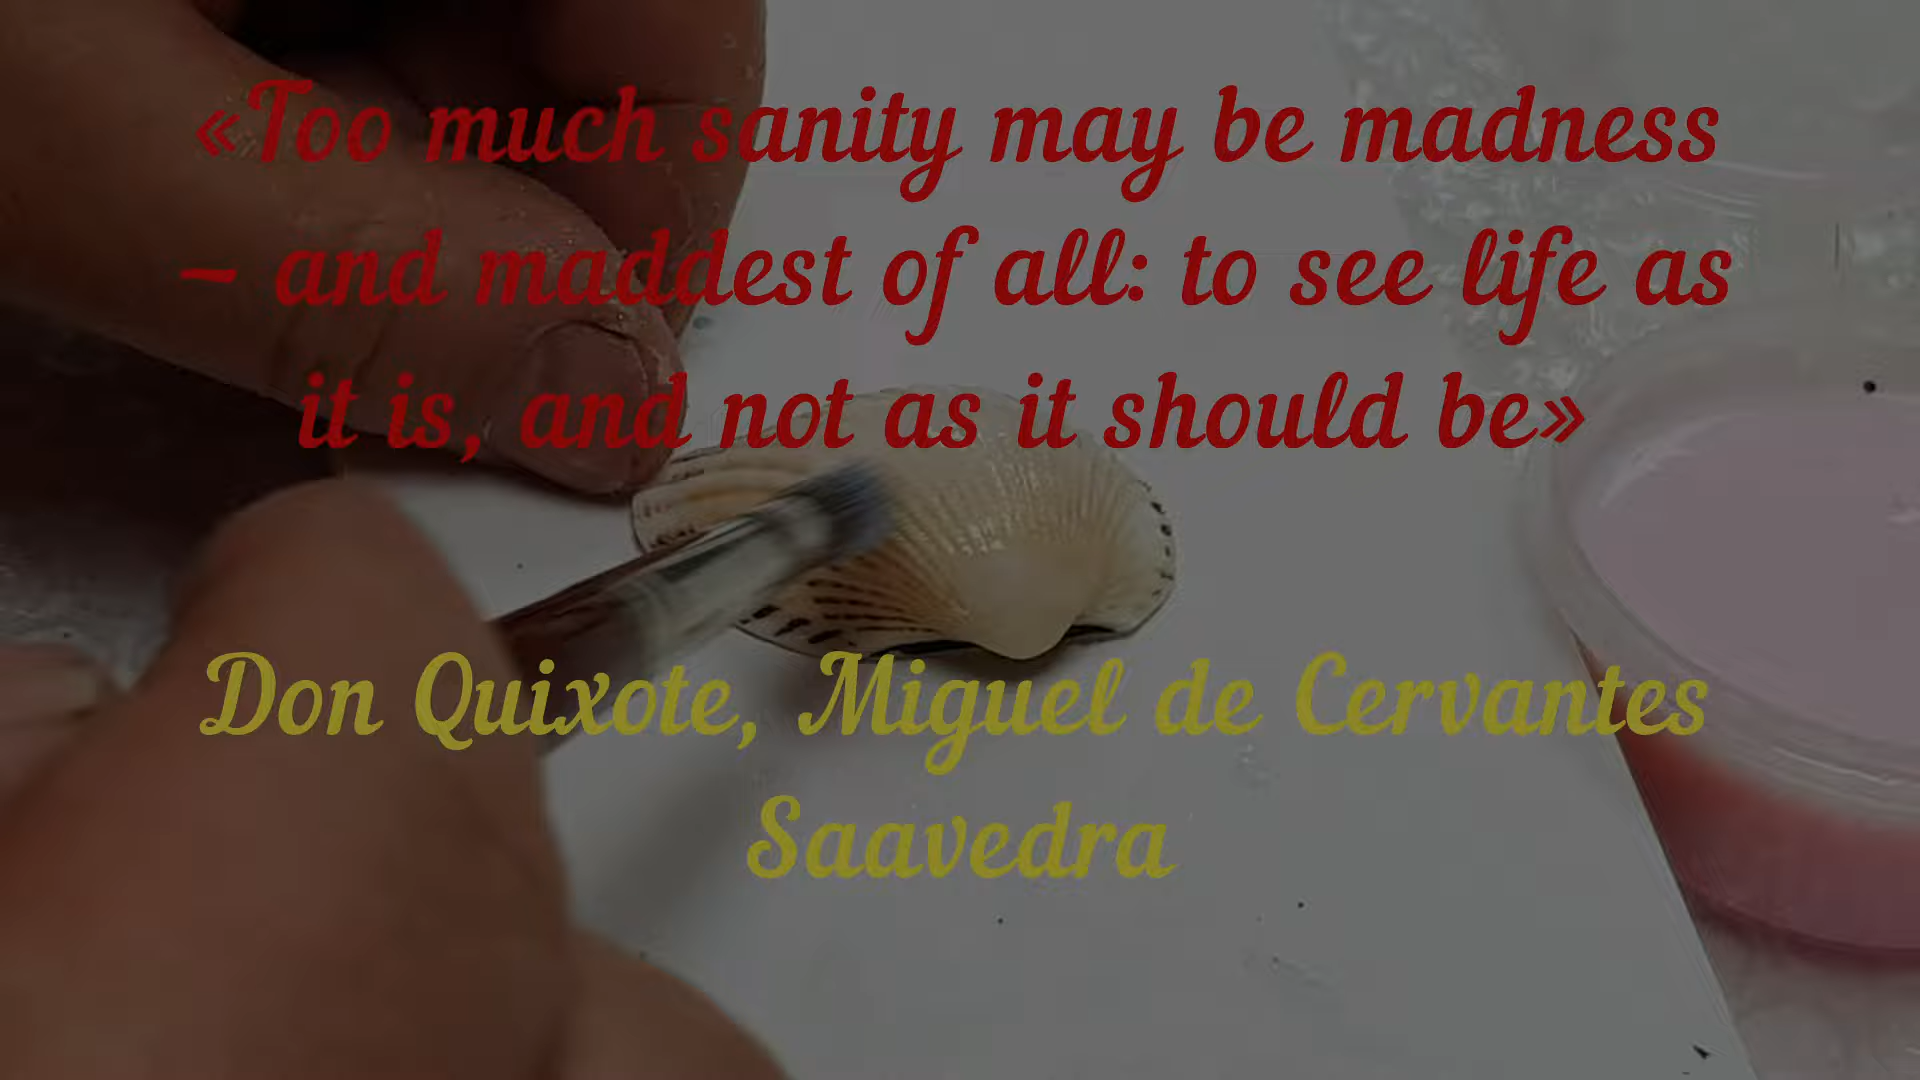 «Too much sanity may be madness
– and maddest of all: to see life as
it is, and not as it should be»
Don Quixote, Miguel de Cervantes
Saavedra